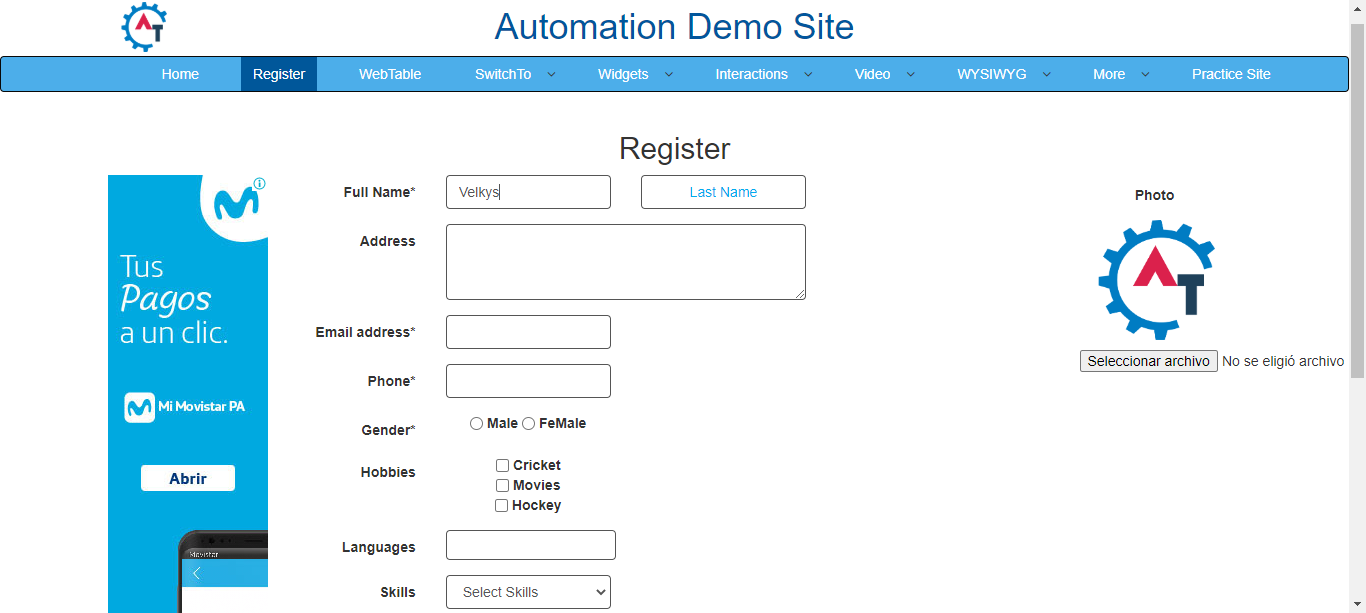 AT
Automation Demo Site
Home Register WebTable SwitchTo Widgets Interactions Video WYSIWYG More Practice Site
Register
Full Name* Velkys Last Name
Photo
Address
AT
Email address*
Seleccionar archivo No se eligió archivo
Phone*
Gender* Male FeMale
Hobbies Cricket
Movies
Hockey
Languages
Skills Select Skills
Tus
Pagos
a un clic.
Mi Movistar PA
Abrir
Movistar